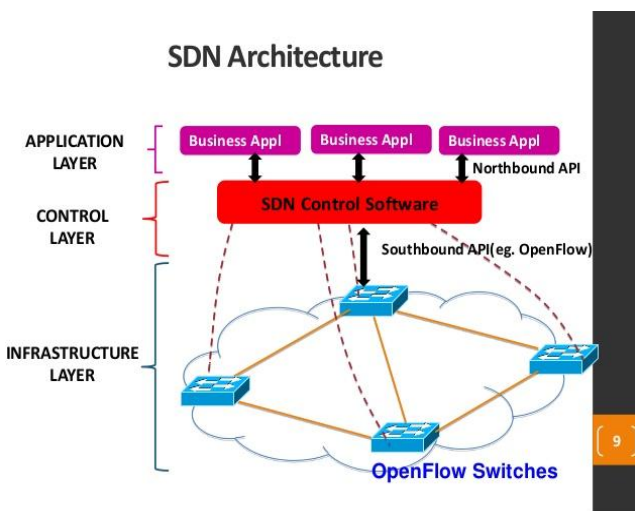 SDN Architecture
APPLICATION
LAYER
Business Appl
Business Appl
Business Appl
Northbound API
CONTROL
LAYER
SDN Control Software
Southbound API(eg. OpenFlow)
INFRASTRUCTURE
LAYER
OpenFlow Switches
9